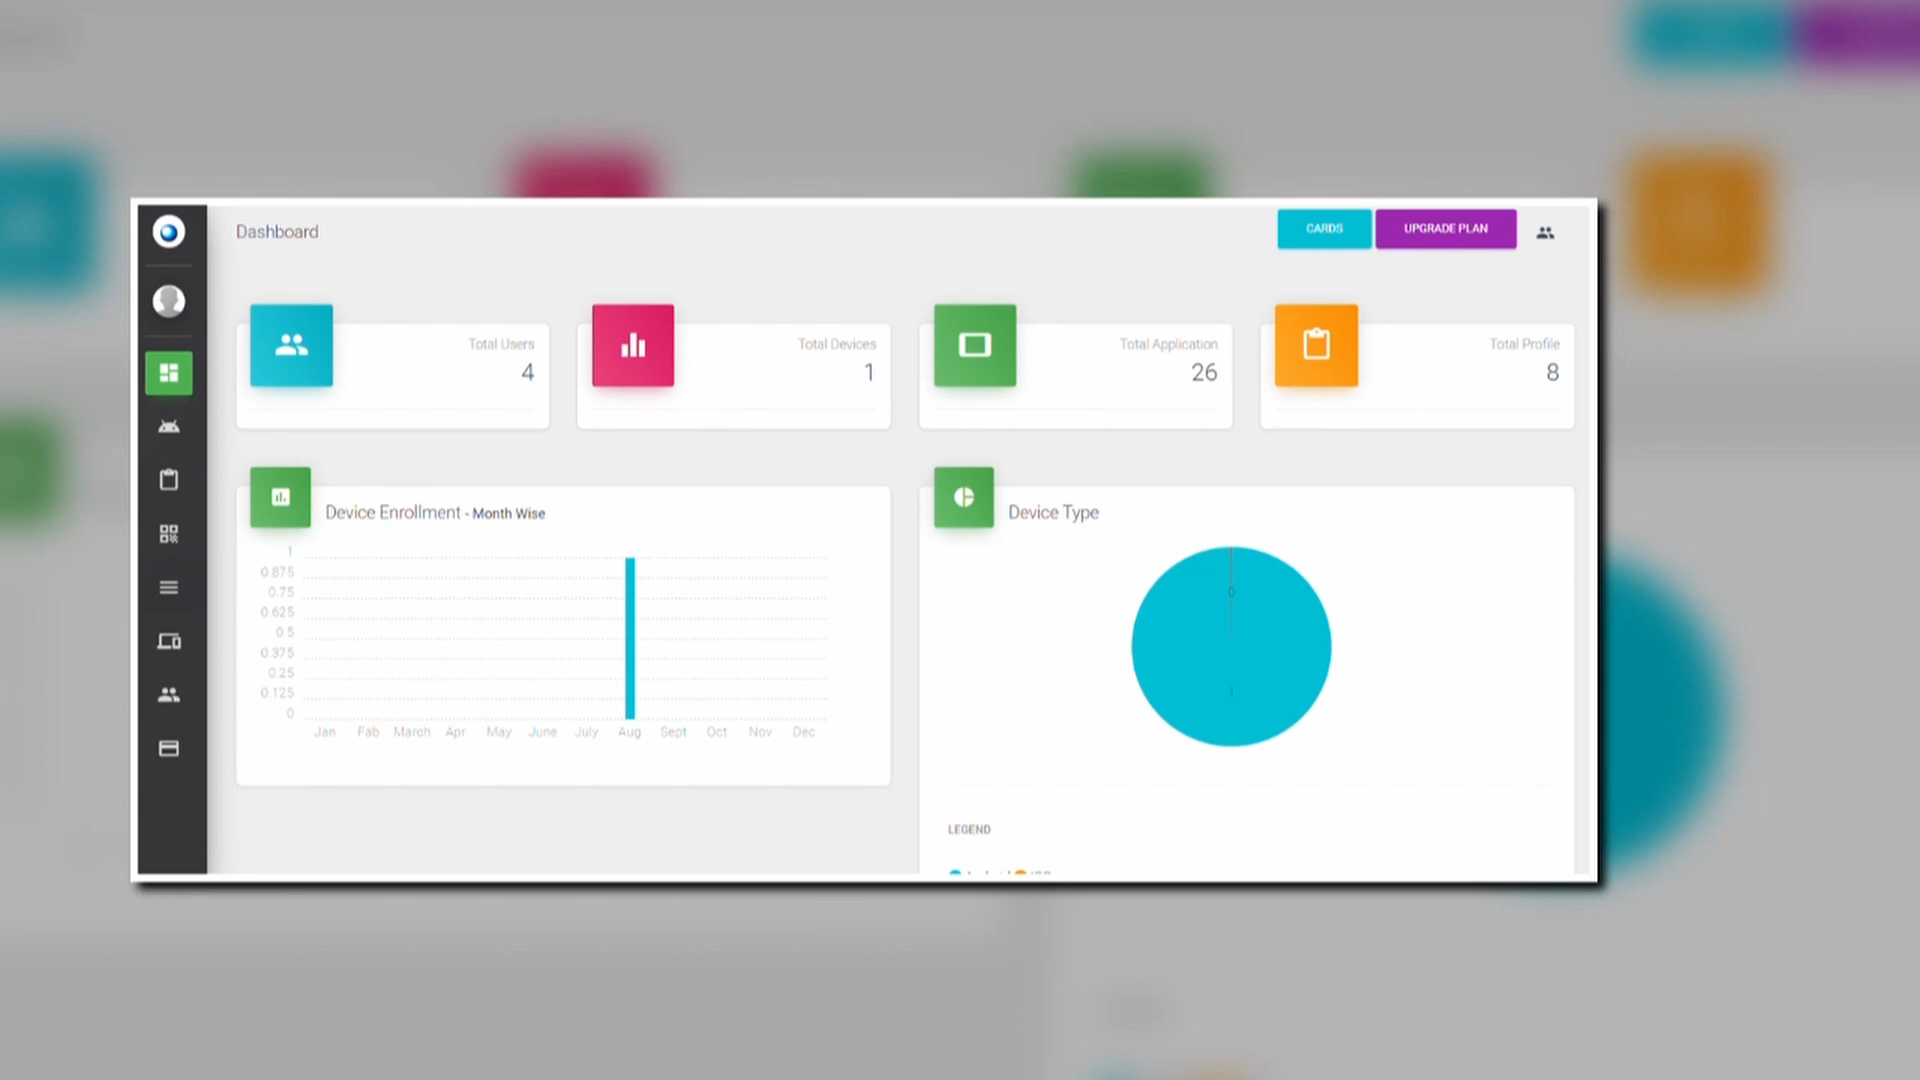 Dashboard
CARDS
UPGRADE PLAN
Total Users
4
Total Devices
1
Total Application
26
Total Profile
8
Device Enrollment - Month Wise
1
0.875
0.75
0.625
0.5
0.375
0.25
0.125
0
Jan Fab March Apr May June July Aug Sept Oct Nov Dec
Device Type
0
1
LEGEND